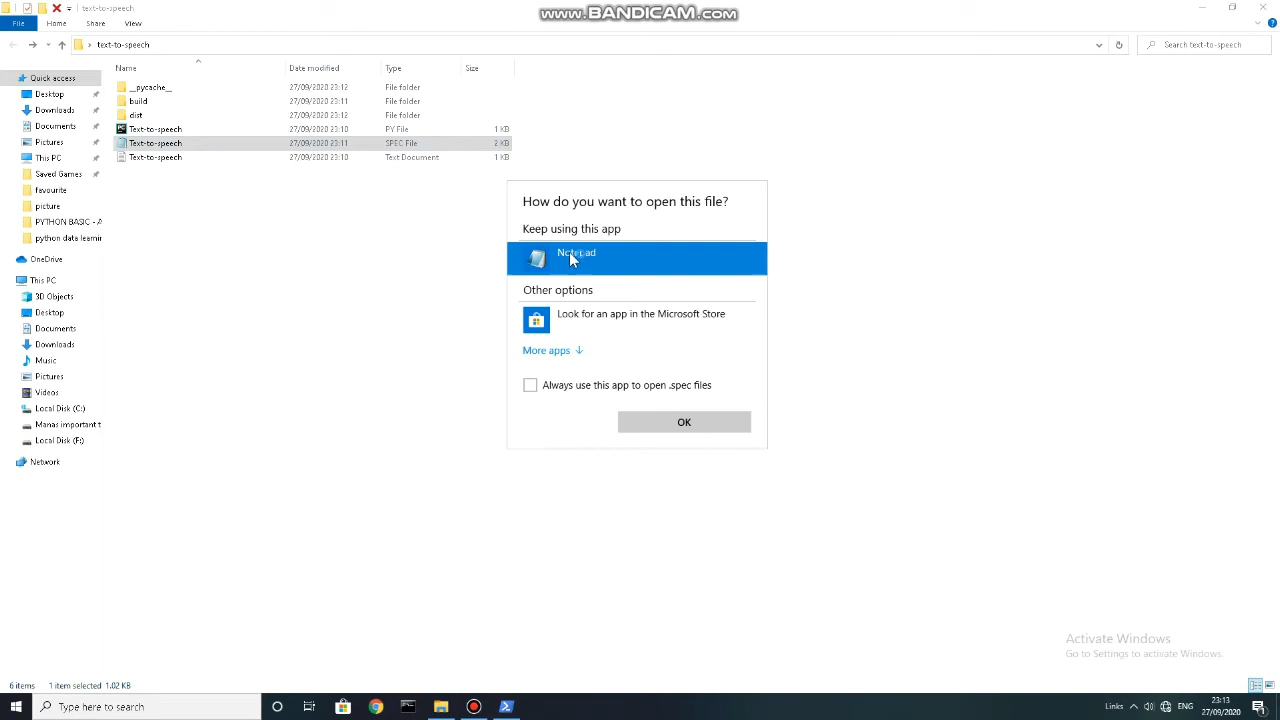 text-to-speech
www.BANDICAM.com
File Home Share View
text-to-speech
Search text-to-speech
Name Date modified Type Size
Quick access
Desktop
Downloads
Documents
Pictures
This PC
Saved Games
favourite
picture
PYTHON BASIC - A
python data learnin
OneDrive
This PC
3D Objects
Desktop
Documents
Downloads
Music
Pictures
Videos
Local Disk (C:)
Manas important t
Local Disk (F:)
Network
__pycache__ 27/09/2020 23:12 File folder
build 27/09/2020 23:11 File folder
dist 27/09/2020 23:12 File folder
Text-to-speech 27/09/2020 23:10 PY File 1 KB
Text-to-speech 27/09/2020 23:11 SPEC File 2 KB
Text-to-speech 27/09/2020 23:10 Text Document 1 KB
How do you want to open this file?
Keep using this app
Notepad
Other options
Look for an app in the Microsoft Store
More apps
Always use this app to open .spec files
OK
Activate Windows
Go to Settings to activate Windows.
6 items 1 item selected 1.02 KB
Type here to search
Links ENG
23:13
27/09/2020